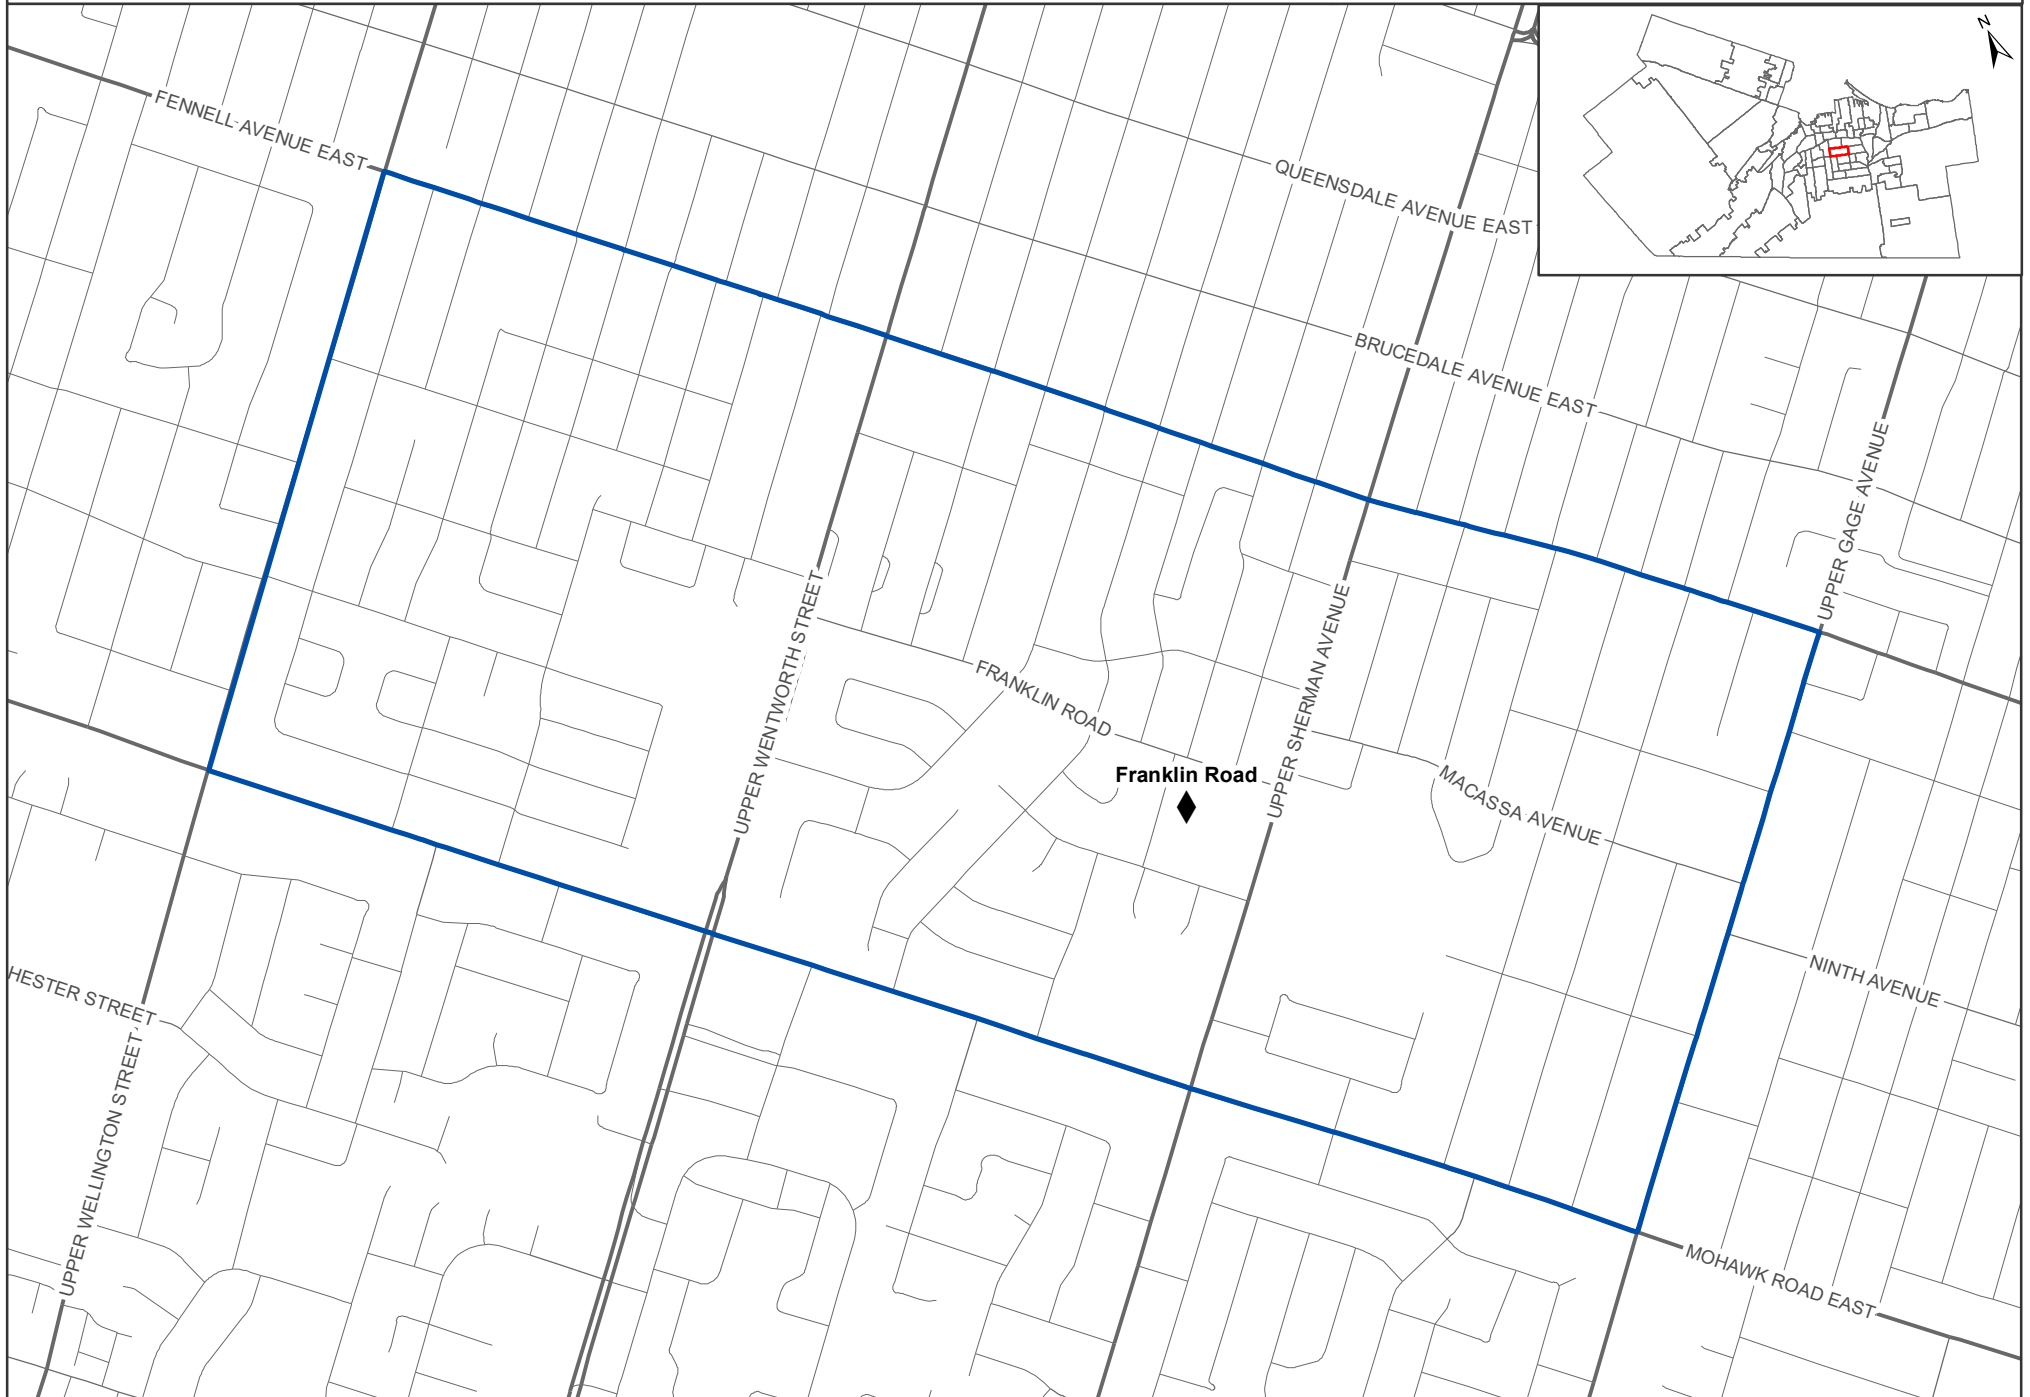 N
FENNELL AVENUE EAST
QUEENSDALE AVENUE EAST
BRUCEDALE AVENUE EAST
UPPER GAGE AVENUE
UPPER WENTWORTH STREET
FRANKLIN ROAD
UPPER SHERMAN AVENUE
Franklin Road
MACASSA AVENUE
NINTH AVENUE
HESTER STREET
UPPER WELLINGTON STREET
MOHAWK ROAD EAST